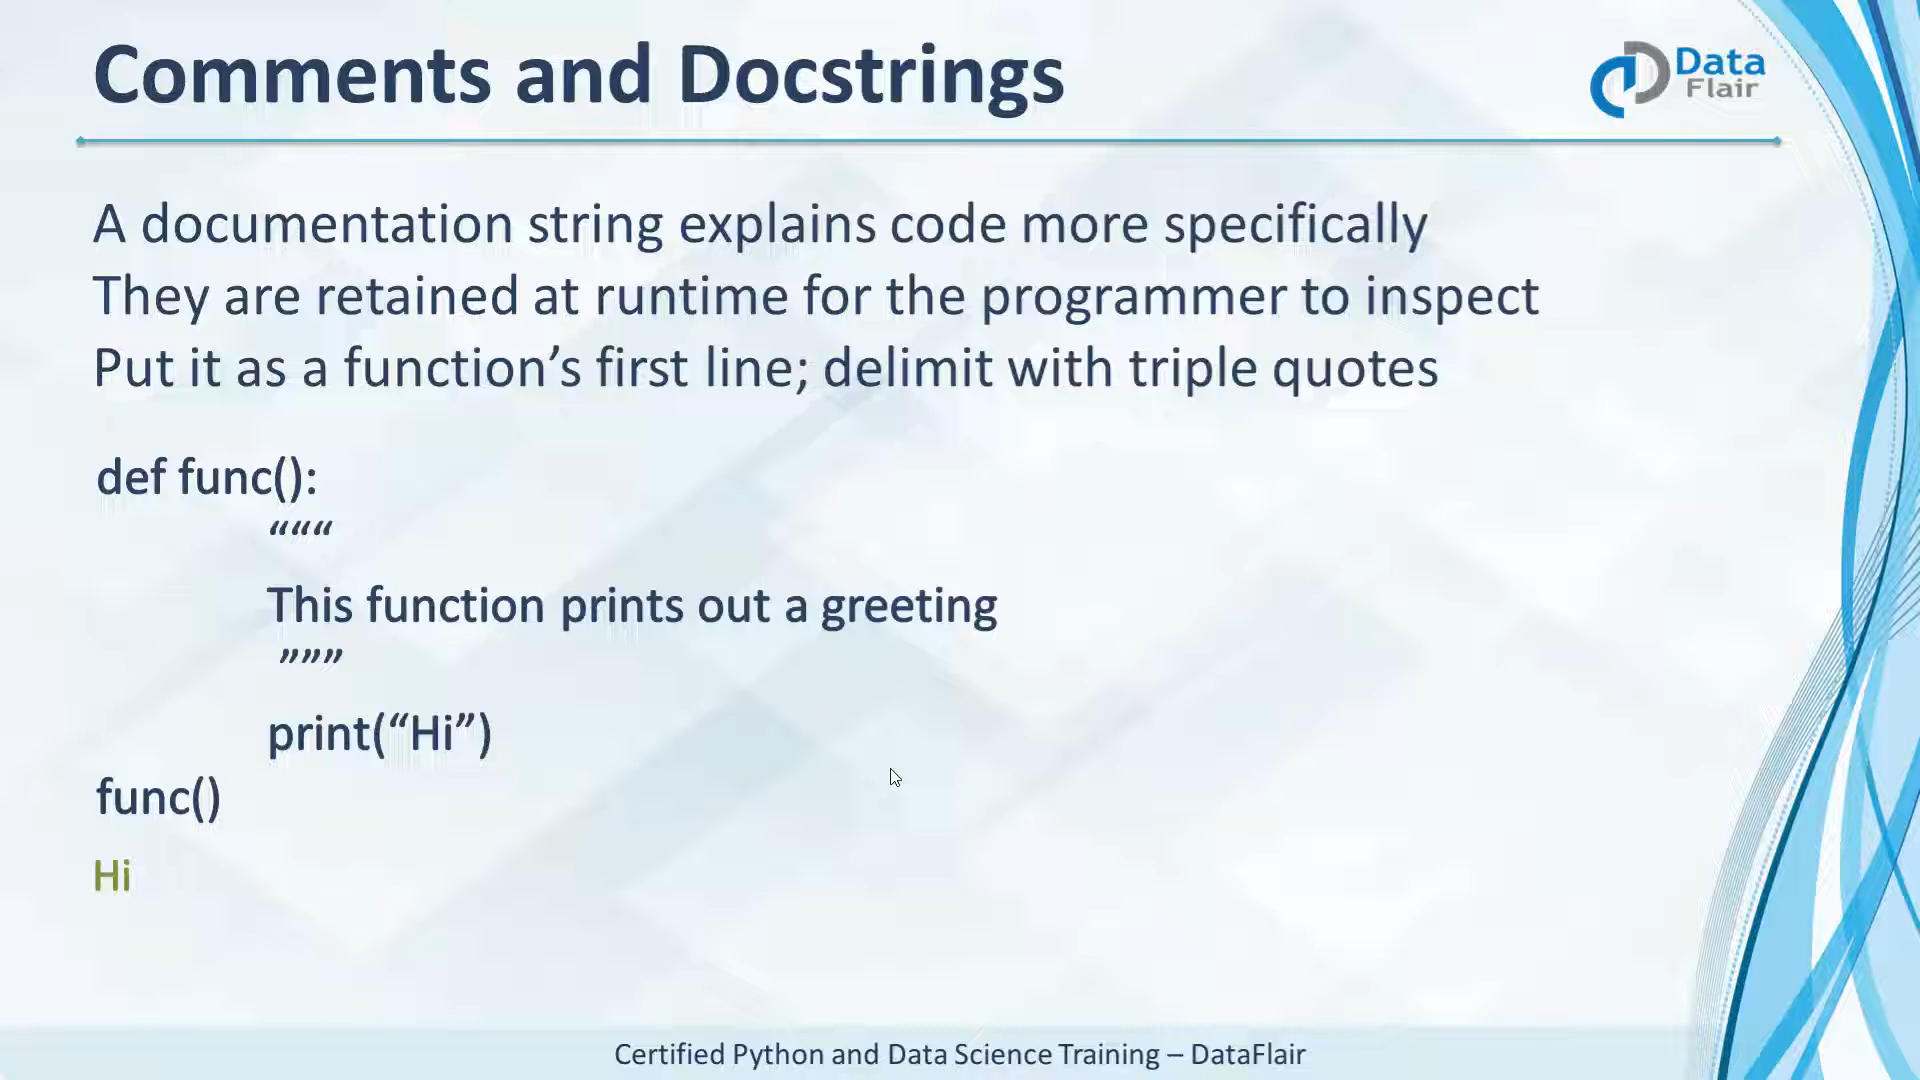 Comments and Docstrings
Data
Flair
A documentation string explains code more specifically
They are retained at runtime for the programmer to inspect
Put it as a function’s first line; delimit with triple quotes
def func():
“““
This function prints out a greeting
”””
print(“Hi”)
func()
Hi
Certified Python and Data Science Training – DataFlair